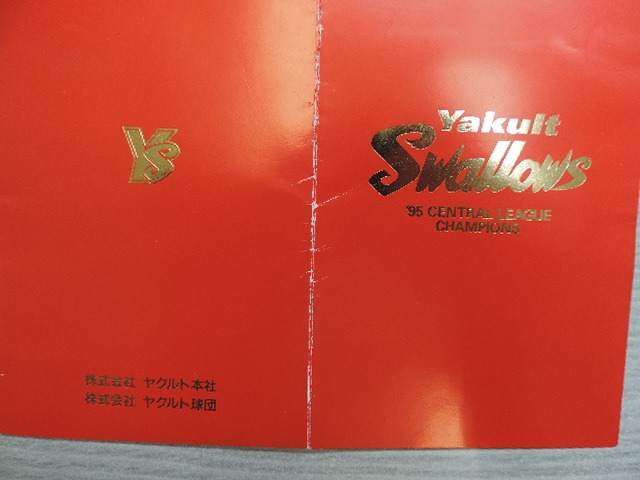 YS
株式会社 ヤクルト本社
株式会社 ヤクルト球団
Yakult
Swallows
'95 CENTRAL LEAGUE
CHAMPIONS